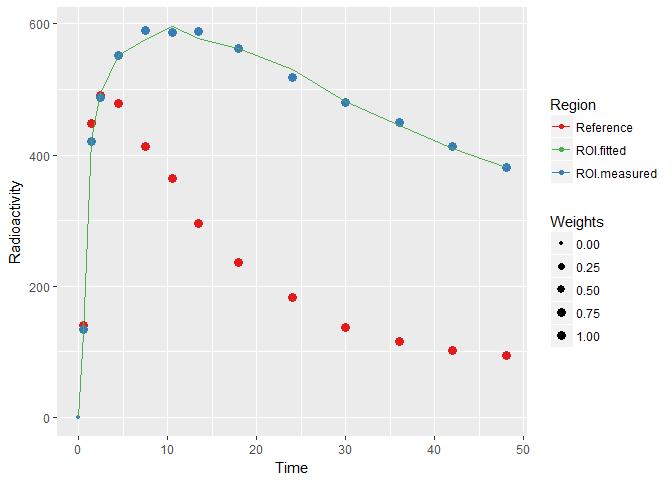 600
400
200
0
0
10
20
30
40
50
Time
Radioactivity
Region
Reference
ROI.fitted
ROI.measured
Weights
0.00
0.25
0.50
0.75
1.00